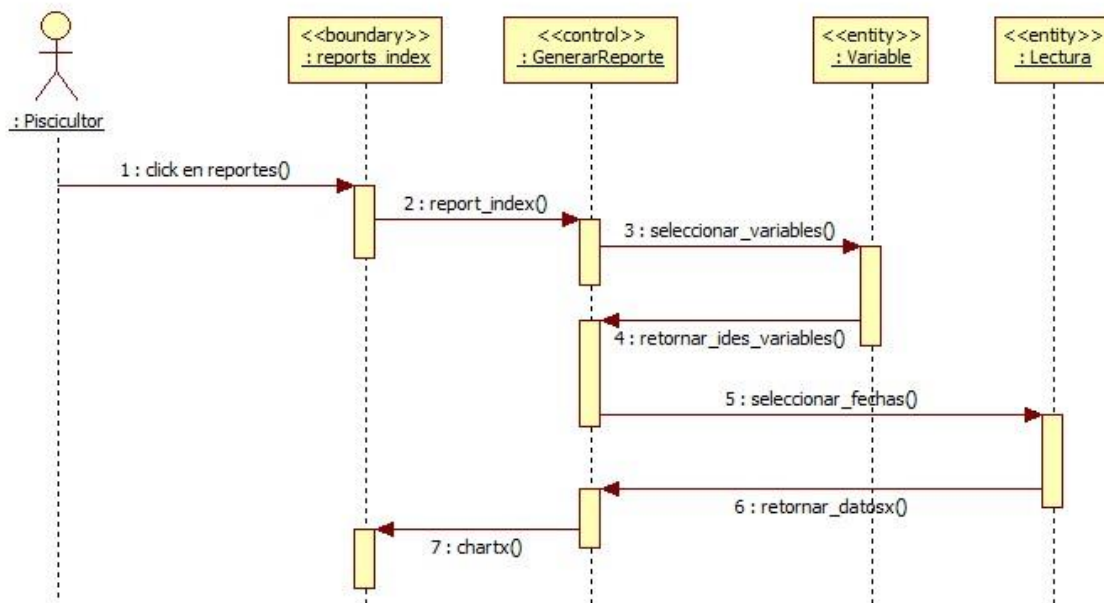 <<boundary>>
: reports_index
<<control>>
: GenerarReporte
<<entity>>
: Variable
<<entity>>
: Lectura
: Piscicultor
1 : click en reportes()
2 : report_index()
3 : seleccionar_variables()
4 : retornar_ides_variables()
5 : seleccionar_fechas()
6 : retornar_datosx()
7 : chartx()